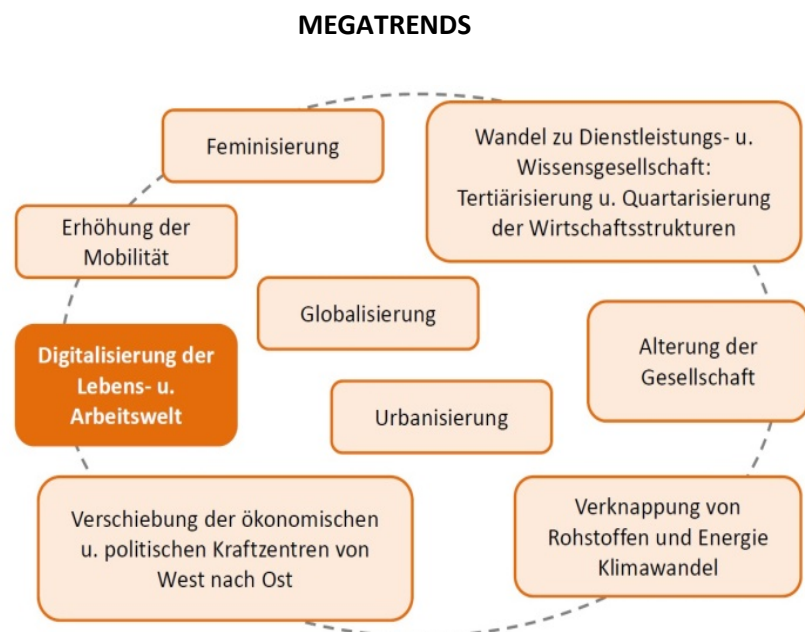 MEGATRENDS
Feminisierung
Wandel zu Dienstleistungs- u.
Wissensgesellschaft:
Tertiärisierung u. Quartarisierung
der Wirtschaftsstrukturen
Erhöhung der
Mobilität
Globalisierung
Digitalisierung der
Lebens- u.
Arbeitswelt
Alterung der
Gesellschaft
Urbanisierung
Verschiebung der ökonomischen
u. politischen Kraftzentren von
West nach Ost
Verknappung von
Rohstoffen und Energie
Klimawandel